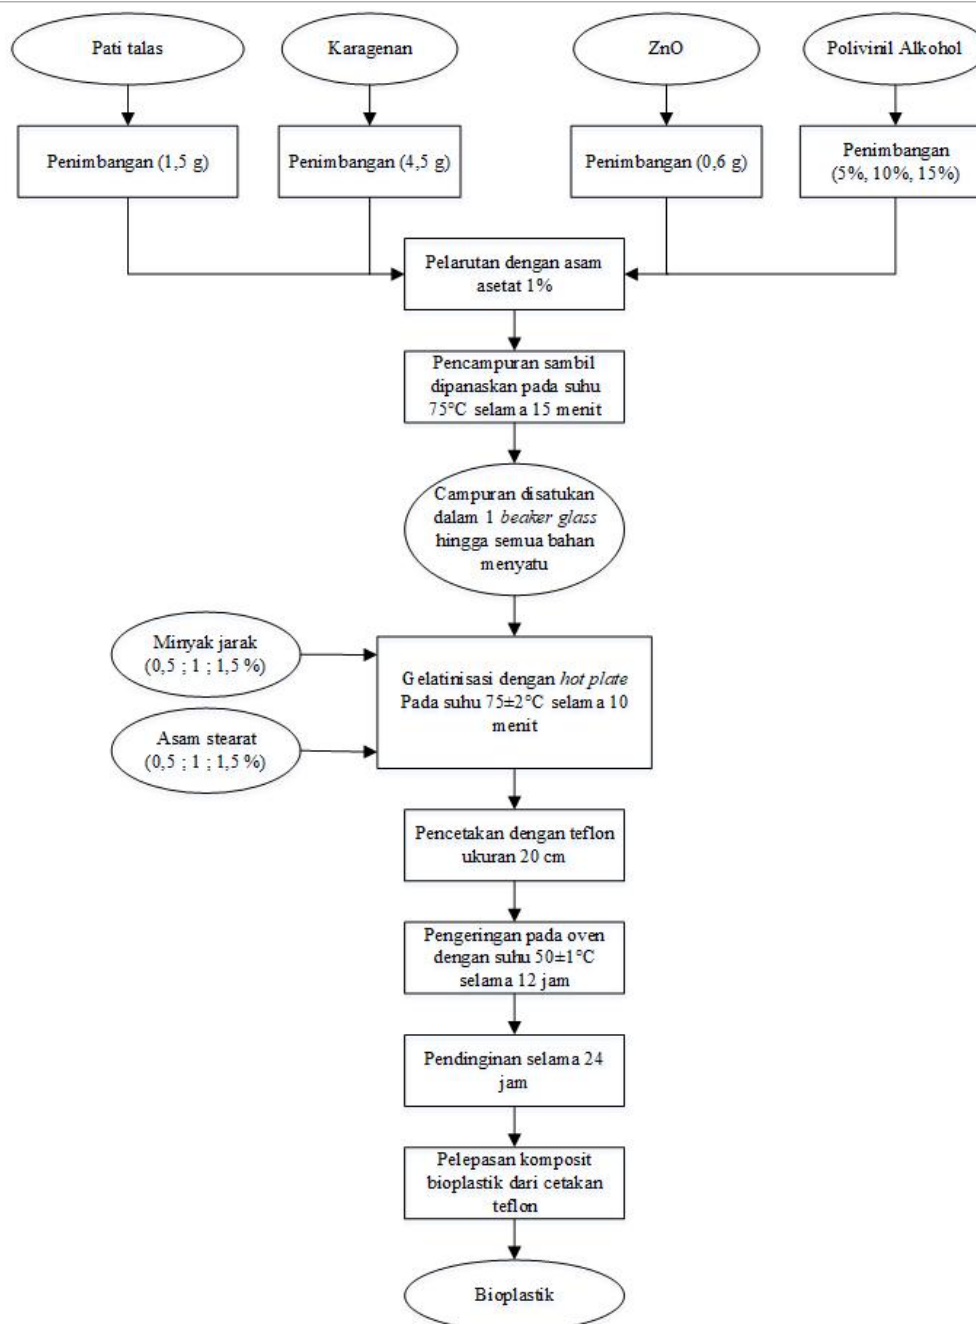 Pati talas
Karagenan
ZnO
Polivinil Alkohol
Penimbangan (1,5 g)
Penimbangan (4,5 g)
Penimbangan (0,6 g)
Penimbangan
(5%, 10%, 15%)
Pelarutan dengan asam
asetat 1%
Pencampuran sambil
dipanaskan pada suhu
75°C selama 15 menit
Campuran disatukan
dalam 1 beaker glass
hingga semua bahan
menyatu
Minyak jarak
(0,5 ; 1 ; 1,5 %)
Asam stearat
(0,5 ; 1 ; 1,5 %)
Gelatinisasi dengan hot plate
Pada suhu 75±2°C selama 10
menit
Pencetakan dengan teflon
ukuran 20 cm
Pengeringan pada oven
dengan suhu 50±1°C
selama 12 jam
Pendinginan selama 24
jam
Pelepasan komposit
bioplastik dari cetakan
teflon
Bioplastik